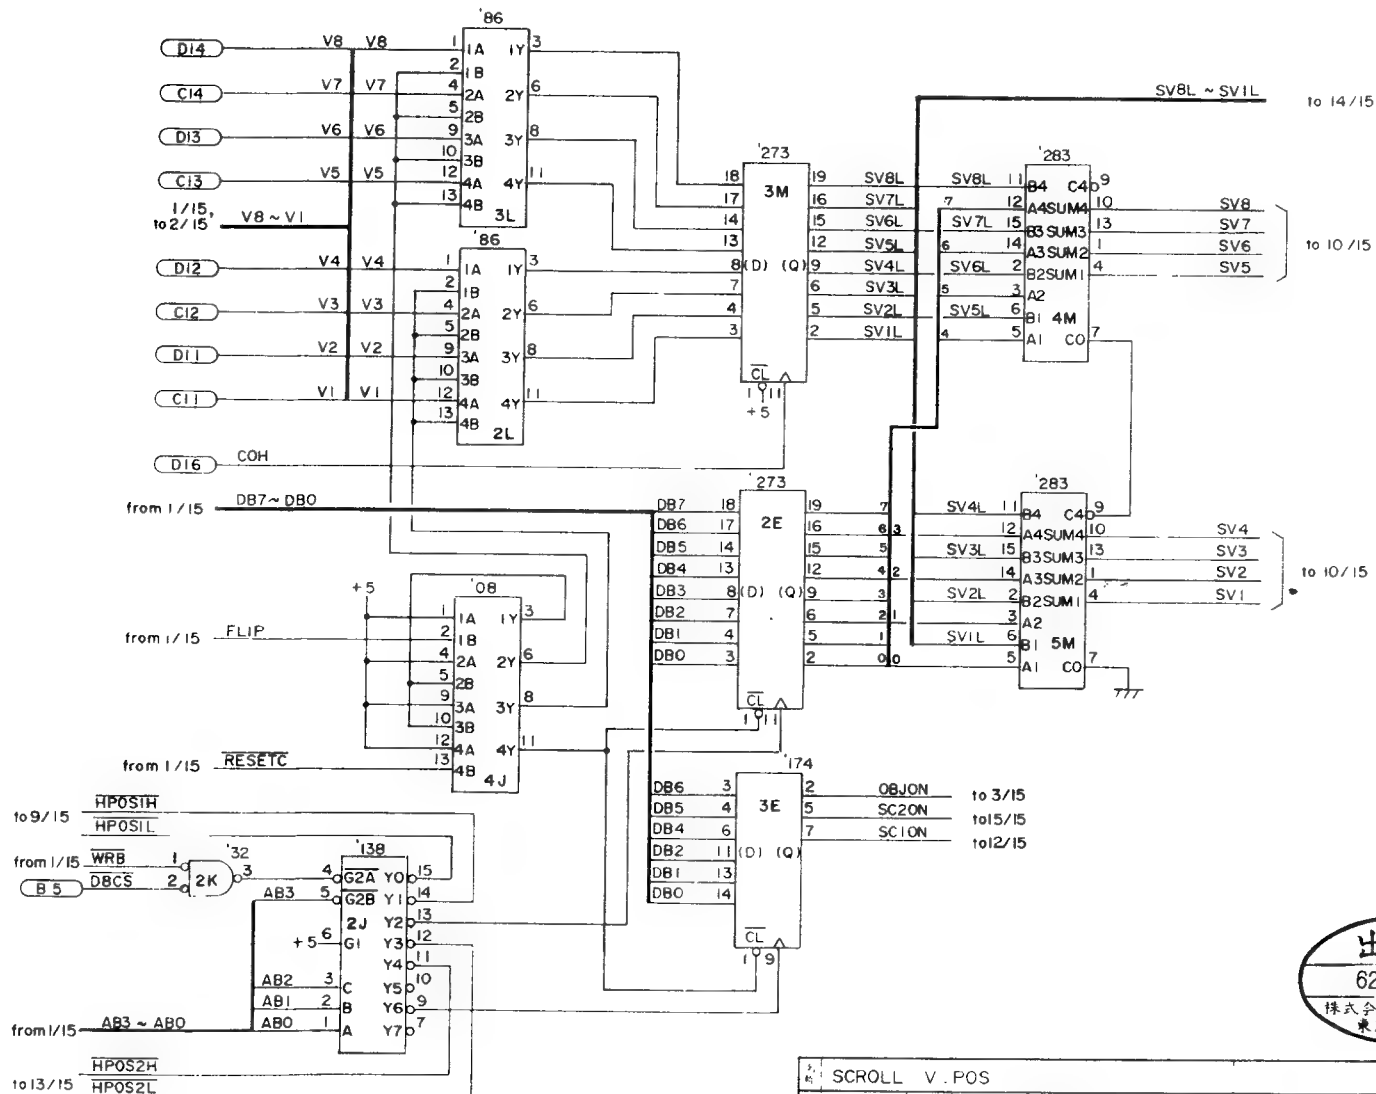 '86
D14 V8 V8 1 1A 1Y 3
2 1B
C14 V7 V7 4 2A 2Y 6
5 2B
D13 V6 V6 9 3A 3Y 8
10 3B
C13 V5 V5 12 4A 4Y 11
13 4B
3L
1/15,
to 2/15 V8 ~ V1
'86
D12 V4 V4 1 1A 1Y 3
2 1B
C12 V3 V3 4 2A 2Y 6
5 2B
D11 V2 V2 9 3A 3Y 8
10 3B
C11 V1 V1 12 4A 4Y 11
13 4B
2L
D16 COH
'273
3M
18 19 SV8L
17 16 SV7L
14 15 SV6L
13 12 SV5L
8 (D) (Q) 9 SV4L
7 6 SV3L
4 5 SV2L
3 2 SV1L
CL
1 11
+5
SV8L ~ SV1L to 14/15
'283
SV8L 11 B4 C4 9
7 12 A4 SUM4 10 SV8
SV7L 15 B3 SUM3 13 SV7
6 14 A3 SUM2 1 SV6
SV6L 2 B2 SUM1 4 SV5
5 3 A2
SV5L 6 B1 4M
4 5 A1 CO 7
to 10/15
from 1/15 DB7 ~ DB0
'273
2E
DB7 18 19 7
DB6 17 16 6 3
DB5 14 15 5
DB4 13 12 4 2
DB3 8 (D) (Q) 9 3
DB2 7 6 2 1
DB1 4 5 1
DB0 3 2 0 0
CL
1 11
'283
SV4L 11 B4 C4 9
12 A4 SUM4 10 SV4
SV3L 15 B3 SUM3 13 SV3
14 A3 SUM2 1 SV2
SV2L 2 B2 SUM1 4 SV1
3 A2
SV1L 6 B1 5M
5 A1 CO 7
to 10/15
+5 '08
1 1A 1Y 3
from 1/15 FLIP 2 1B
4 2A 2Y 6
5 2B
9 3A 3Y 8
10 3B
12 4A 4Y 11
from 1/15 RESETC 13 4B
4J
'174
3E
DB6 3 2 OBJON to 3/15
DB5 4 5 SC2ON to 15/15
DB4 6 7 SC1ON to 12/15
DB2 11 (D) (Q)
DB1 13
DB0 14
CL
1 9
HPOS1H
to 9/15
HPOS1L
'32
from 1/15 WRB 1
2K 3
B5 DBCS 2
'138
4 G2A Y0 15
AB3 5 G2B Y1 14
2J Y2 13
+5 6 G1 Y3 12
Y4 11
AB2 3 C Y5 10
AB1 2 B Y6 9
AB0 1 A Y7 7
from 1/15 AB3 ~ AB0
HPOS2H
to 13/15
HPOS2L
出
62
株式会
東
SCROLL V.POS